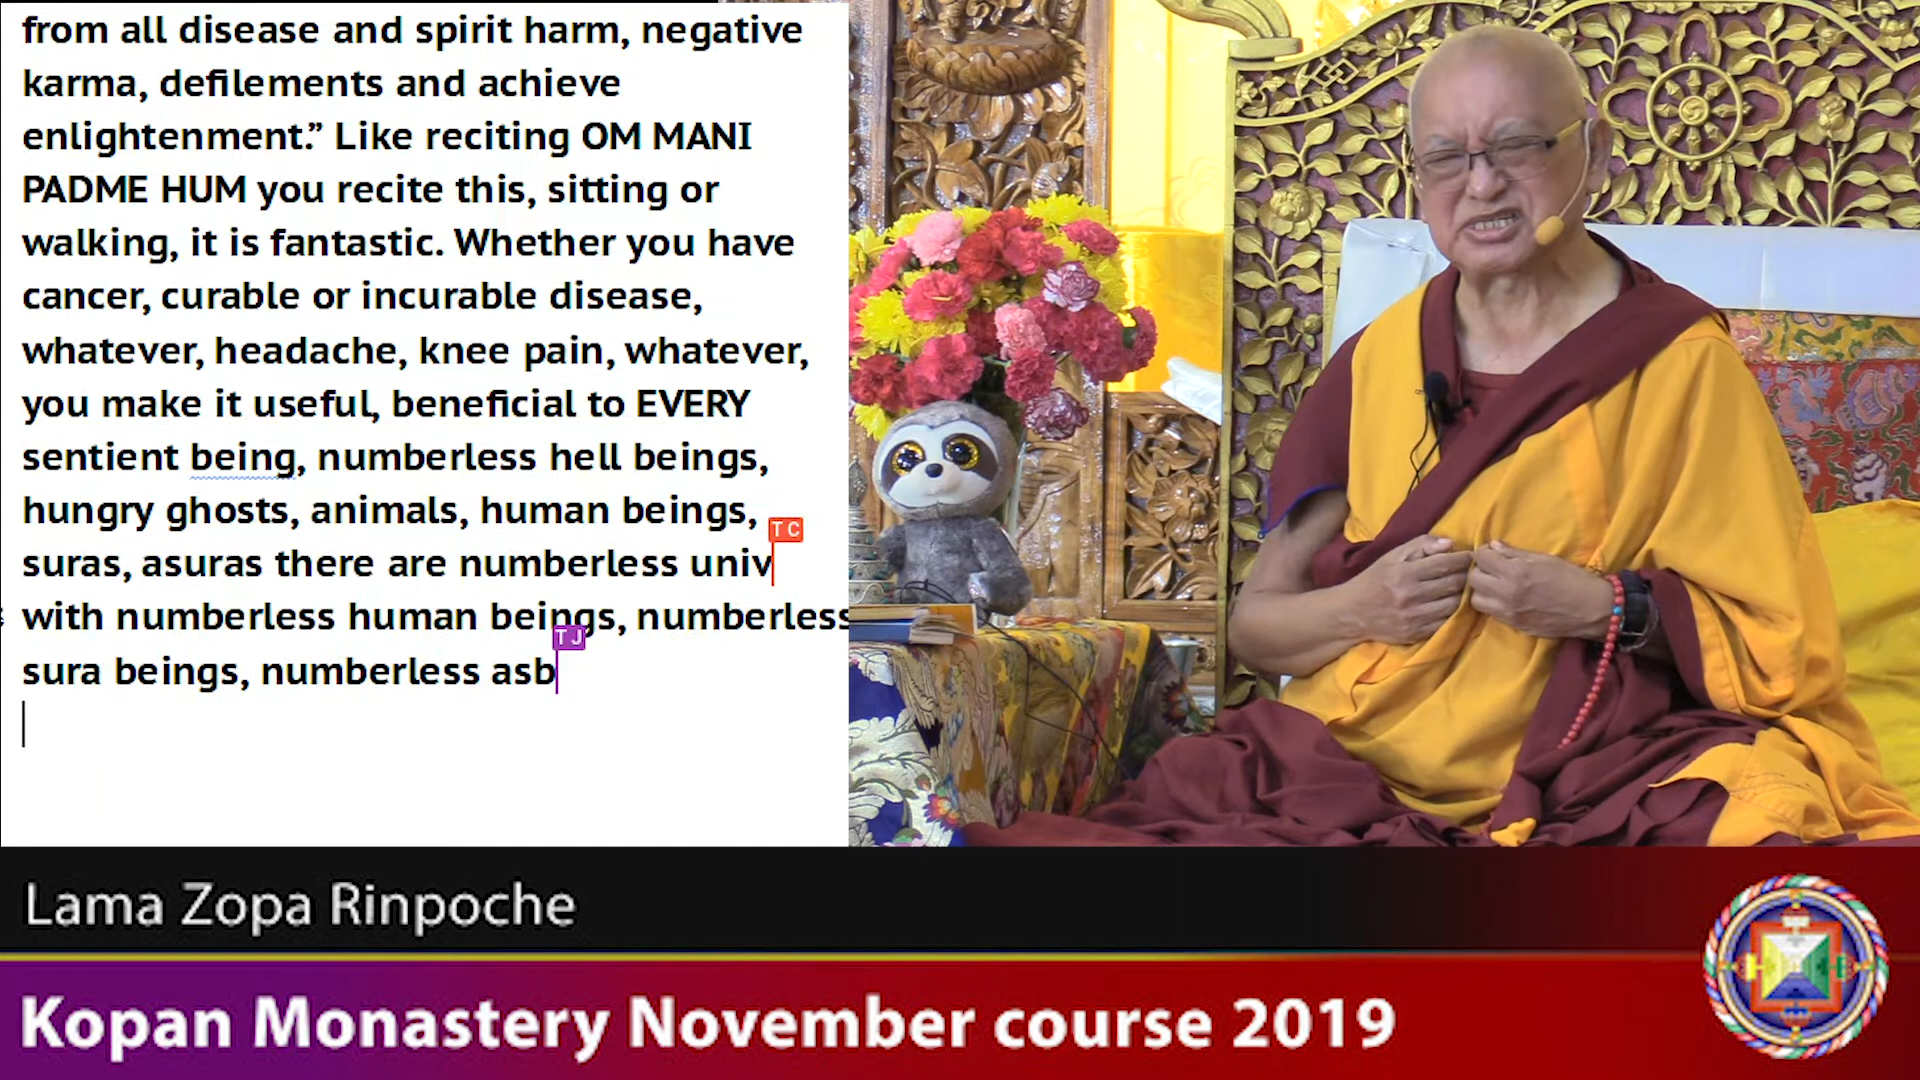 from all disease and spirit harm, negative
karma, defilements and achieve
enlightenment.” Like reciting OM MANI
PADME HUM you recite this, sitting or
walking, it is fantastic. Whether you have
cancer, curable or incurable disease,
whatever, headache, knee pain, whatever,
you make it useful, beneficial to EVERY
sentient being, numberless hell beings,
hungry ghosts, animals, human beings,
TC
suras, asuras there are numberless univ
with numberless human beings, numberless
TJ
sura beings, numberless asb
Lama Zopa Rinpoche
Kopan Monastery November course 2019